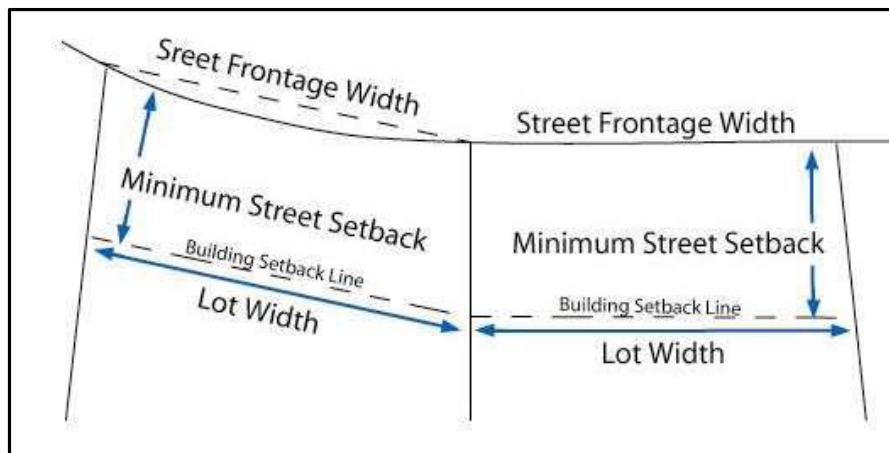 Sreet Frontage Width
Street Frontage Width
Minimum Street Setback
Minimum Street Setback
Building Setback Line
Building Setback Line
Lot Width
Lot Width